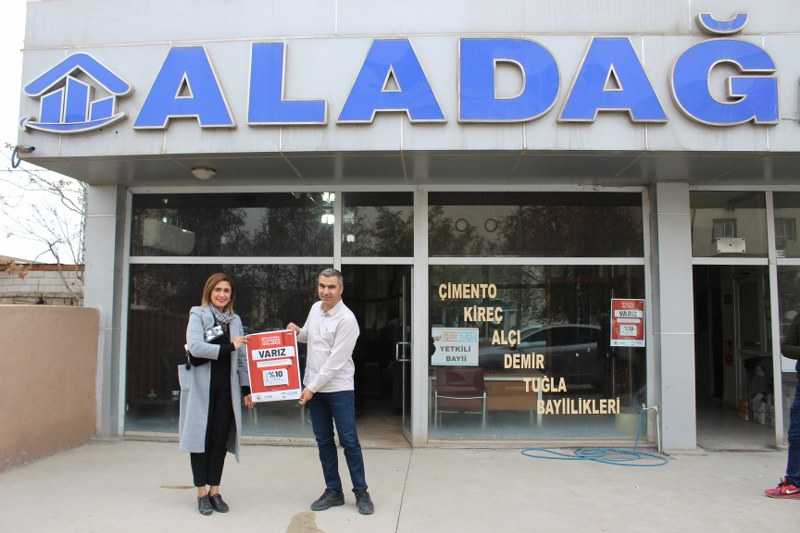 ALADAĞ
ÇİMENTO
KİREÇ
ALÇI
DEMİR
TUĞLA
BAYİİLİKLERİ
YETKİLİ
BAYİİ
VARIZ
%10
VARIZ